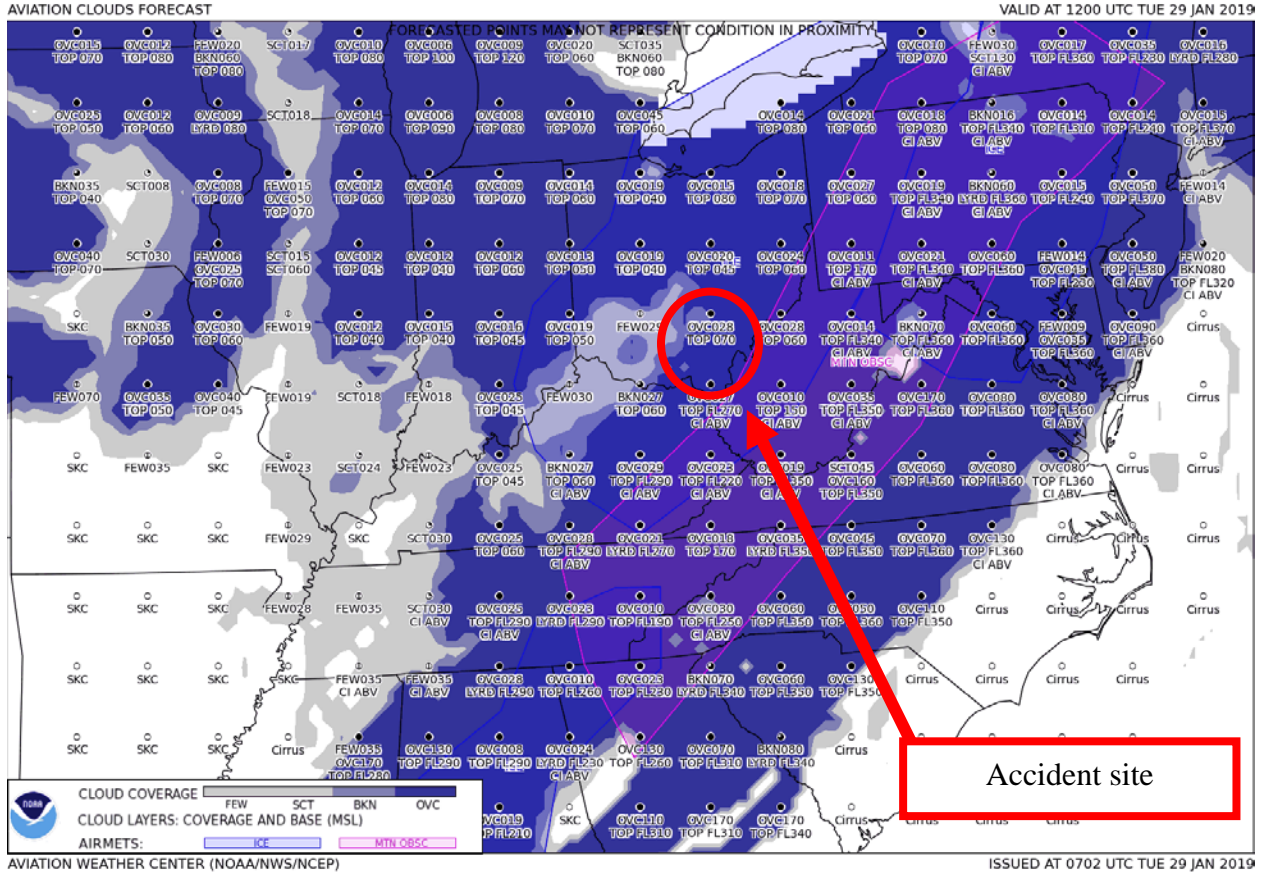 AVIATION CLOUDS FORECAST VALID AT 1200 UTC TUE 29 JAN 2019
FORECASTED POINTS MAY NOT REPRESENT CONDITION IN PROXIMITY
OVC015 OVC012 FEW020 SCT017 OVC010 OVC006 OVC009 OVC020 SCT035 OVC010 FEW030 OVC017 OVC035 OVC016
TOP 070 TOP 080 BKN060 TOP 080 TOP 100 TOP 120 TOP 060 BKN060 TOP 120 SCT130 TOP FL360 TOP FL230 LYRD FL280
TOP 080 TOP 080 CI ABV
OVC025 OVC012 OVC009 SCT018 OVC014 OVC006 OVC008 OVC010 OVC045 OVC014 OVC021 OVC018 BKN016 OVC014 OVC014 OVC015
TOP 050 TOP 060 LYRD 080 TOP 070 TOP 090 TOP 080 TOP 070 TOP 060 TOP 080 TOP 060 TOP 080 TOP FL340 TOP FL310 TOP FL240 TOP FL370
CI ABV CI ABV CI ABV
ICE
BKN035 SCT008 OVC008 FEW015 OVC012 OVC014 OVC009 OVC014 OVC019 OVC015 OVC018 OVC027 OVC019 BKN060 OVC015 OVC050 FEW014
TOP 040 TOP 070 OVC050 TOP 060 TOP 080 TOP 070 TOP 060 TOP 040 TOP 080 TOP 070 TOP 060 TOP FL340 LYRD FL360 TOP FL240 TOP FL370 CI ABV
TOP 070 CI ABV CI ABV
OVC040 SCT030 FEW006 SCT015 OVC012 OVC012 OVC012 OVC013 OVC019 OVC020 OVC024 OVC011 OVC021 OVC060 FEW014 OVC050 FEW020
TOP 070 OVC025 SCT060 TOP 045 TOP 040 TOP 060 TOP 050 TOP 040 TOP 045 TOP 060 TOP 170 TOP FL340 TOP FL360 OVC045 TOP FL380 BKN080
TOP 070 CI ABV CI ABV TOP FL230 CI ABV TOP FL320
CI ABV
SKC BKN035 OVC030 FEW019 OVC012 OVC015 OVC016 OVC019 FEW029 OVC028 OVC028 OVC014 BKN070 OVC060 FEW009 OVC090 Cirrus
TOP 050 TOP 060 TOP 040 TOP 040 TOP 045 TOP 050 TOP 070 TOP 060 TOP FL340 TOP FL360 TOP FL360 OVC035 TOP FL360
CI ABV CI ABV TOP FL360 CI ABV
MTN OBSC
FEW070 OVC035 OVC040 FEW019 SCT018 FEW018 OVC025 FEW030 BKN027 OVC010 OVC035 OVC170 OVC080 OVC080 Cirrus Cirrus
TOP 050 TOP 045 TOP 045 TOP 060 TOP FL270 TOP 150 TOP FL350 TOP FL360 TOP FL360 TOP FL360
CI ABV CI ABV CI ABV CI ABV
SKC FEW035 SKC FEW023 SCT024 FEW023 OVC025 BKN027 OVC029 OVC023 OVC019 SCT045 OVC060 OVC080 OVC080 Cirrus Cirrus
TOP 045 TOP 060 TOP FL290 TOP FL220 OVC160 TOP FL360 TOP FL360 TOP FL360
CI ABV CI ABV CI ABV CI ABV TOP FL350 CI ABV
SKC SKC SKC FEW029 SKC SCT030 OVC025 OVC028 OVC021 OVC018 OVC035 OVC045 OVC070 OVC130 Cirrus Cirrus Cirrus
TOP 060 TOP FL290 LYRD FL270 TOP 170 LYRD FL350 TOP FL350 TOP FL360 TOP FL360
CI ABV CI ABV
SKC SKC SKC FEW028 FEW035 SCT030 OVC025 OVC023 OVC010 OVC030 OVC060 OVC050 OVC110 Cirrus Cirrus Cirrus Cirrus
CI ABV TOP FL290 LYRD FL290 TOP FL190 TOP FL250 TOP FL350 TOP FL360 TOP FL350
CI ABV CI ABV
SKC SKC SKC SKC FEW035 FEW035 OVC028 OVC010 OVC023 BKN070 OVC060 OVC130 Cirrus Cirrus Cirrus Cirrus Cirrus
CI ABV CI ABV LYRD FL290 TOP FL260 TOP FL230 LYRD FL340 TOP FL350 TOP FL350
SKC SKC SKC Cirrus FEW035 OVC130 OVC008 OVC024 OVC130 OVC070 BKN080 Cirrus
OVC170 TOP FL290 TOP FL290 LYRD FL230 TOP FL260 TOP FL310 LYRD FL340
TOP FL280 CI ABV
Accident site
OVC019 SKC OVC110 OVC170 OVC170 Cirrus Cirrus Cirrus Cirrus
TOP FL310 TOP FL310 TOP FL340
NOAA
CLOUD COVERAGE
FEW SCT BKN OVC
CLOUD LAYERS: COVERAGE AND BASE (MSL)
AIRMETS: ICE MTN OBSC
AVIATION WEATHER CENTER (NOAA/NWS/NCEP) ISSUED AT 0702 UTC TUE 29 JAN 2019